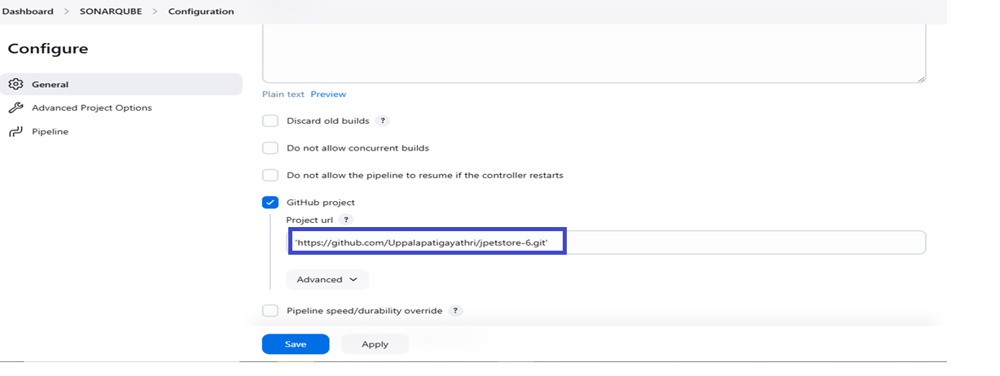 Dashboard > SONARQUBE > Configuration
Configure
General
Advanced Project Options
Pipeline
Plain text Preview
Discard old builds ?
Do not allow concurrent builds
Do not allow the pipeline to resume if the controller restarts
GitHub project
Project url ?
'https://github.com/Uppalapatigayathri/jpetstore-6.git'
Advanced
Pipeline speed/durability override ?
Save Apply